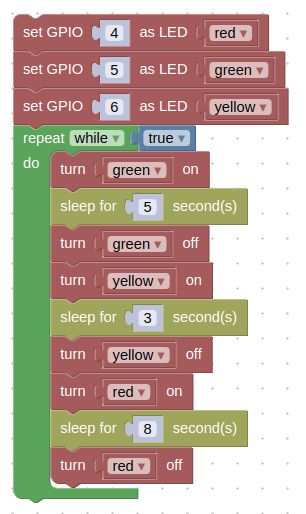 set GPIO 4 as LED red
set GPIO 5 as LED green
set GPIO 6 as LED yellow
repeat while true
do turn green on
sleep for 5 second(s)
turn green off
turn yellow on
sleep for 3 second(s)
turn yellow off
turn red on
sleep for 8 second(s)
turn red off